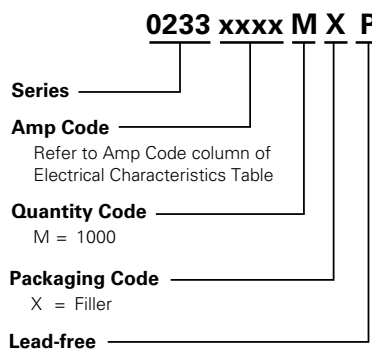 0233 xxxx M X P
Series
Amp Code
Refer to Amp Code column of
Electrical Characteristics Table
Quantity Code
M = 1000
Packaging Code
X = Filler
Lead-free